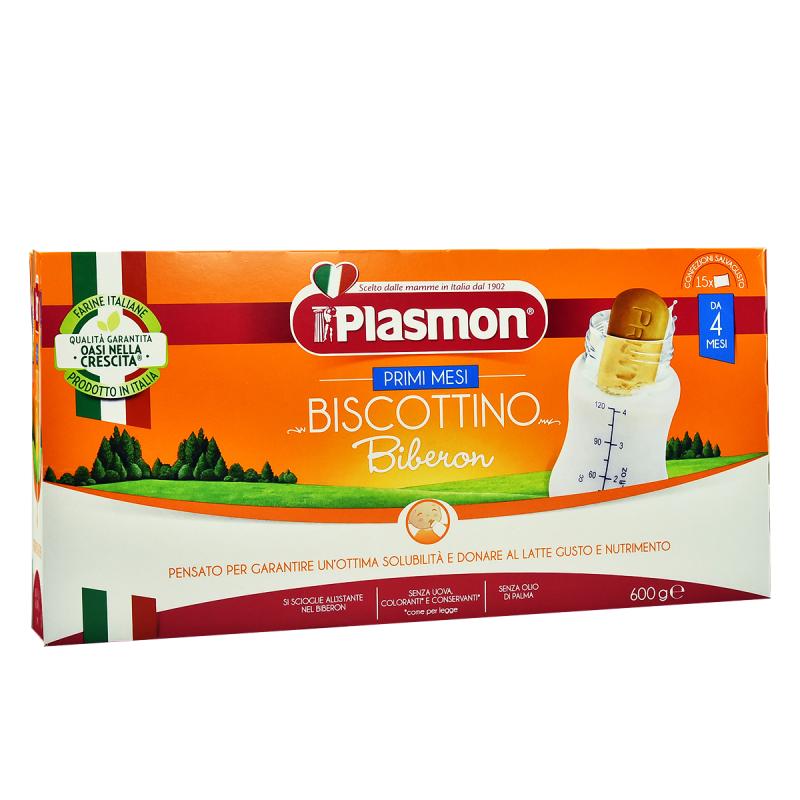 Scelto dalle mamme in Italia dal 1902
Plasmon®
PRIMI MESI
BISCOTTINO
Biberon
FARINE ITALIANE
QUALITÀ GARANTITA
OASI NELLA
CRESCITA®
PRODOTTO IN ITALIA
CONFEZIONI SALVAGUSTO
15x
DA
4
MESI
120 4
90 3
60 2
PENSATO PER GARANTIRE UN'OTTIMA SOLUBILITÀ E DONARE AL LATTE GUSTO E NUTRIMENTO
SI SCIOGLIE ALL'ISTANTE
NEL BIBERON
SENZA UOVA,
COLORANTI* E CONSERVANTI*
*come per legge
SENZA OLIO
DI PALMA
600 g e